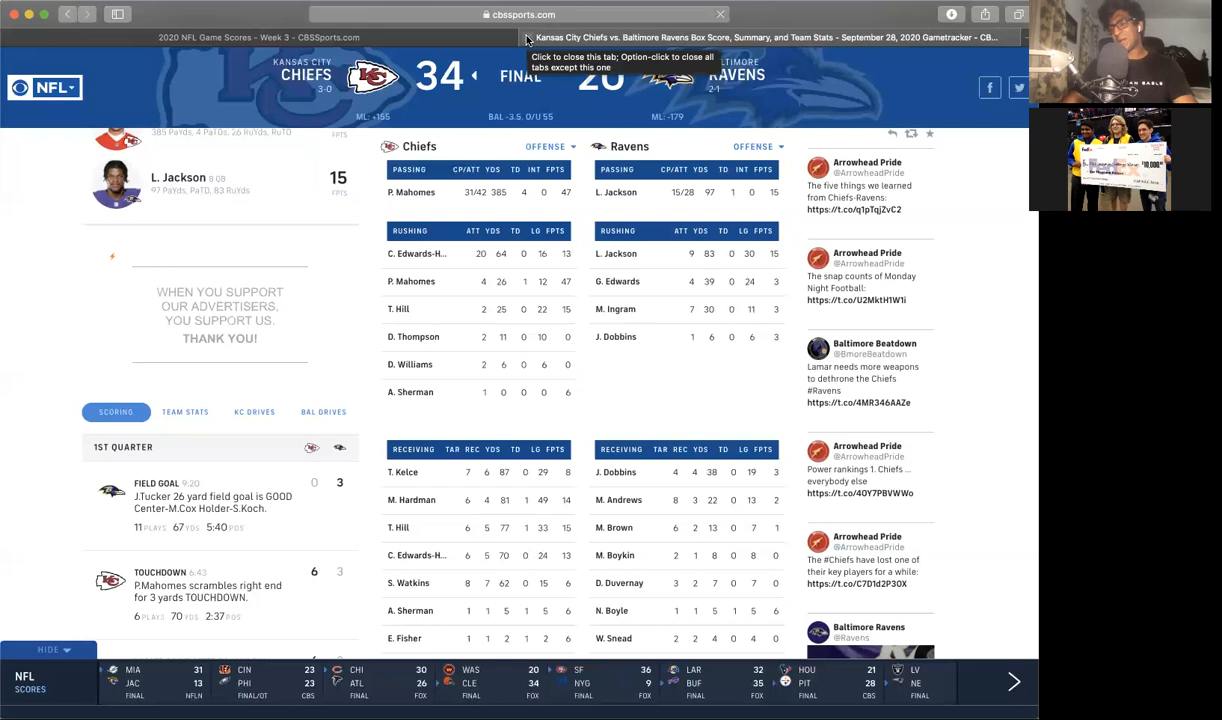 cbssports.com
2020 NFL Game Scores - Week 3 - CBSSports.com
Kansas City Chiefs vs. Baltimore Ravens Box Score, Summary, and Team Stats - September 28, 2020 Gametracker - CB...
Click to close this tab; Option-click to close all
tabs except this one
NFL
KANSAS CITY
CHIEFS
3-0
34
FINAL
20
RAVENS
2-1
ML: +155
BAL -3.5, O/U 55
ML: -179
385 PaYds, 4 PaTDs, 26 RuYds, RuTD
FPTS
L. Jackson 8 QB
97 PaYds, PaTD, 83 RuYds
15
FPTS
WHEN YOU SUPPORT
OUR ADVERTISERS,
YOU SUPPORT US.
THANK YOU!
SCORING TEAM STATS KC DRIVES BAL DRIVES
1ST QUARTER
FIELD GOAL 9:20 0 3
J.Tucker 26 yard field goal is GOOD
Center-M.Cox Holder-S.Koch.
11 PLAYS 67 YDS 5:40 POS
TOUCHDOWN 6:43 6 3
P.Mahomes scrambles right end
for 3 yards TOUCHDOWN.
6 PLAYS 70 YDS 2:37 POS
Chiefs OFFENSE
PASSING CP/ATT YDS TD INT FPTS
P. Mahomes 31/42 385 4 0 47
RUSHING ATT YDS TD LG FPTS
C. Edwards-H... 20 64 0 16 13
P. Mahomes 4 26 1 12 47
T. Hill 2 25 0 22 15
D. Thompson 2 11 0 10 0
D. Williams 2 6 0 6 0
A. Sherman 1 0 0 0 6
RECEIVING TAR REC YDS TD LG FPTS
T. Kelce 7 6 87 0 29 8
M. Hardman 6 4 81 1 49 14
T. Hill 6 5 77 1 33 15
C. Edwards-H... 6 5 70 0 24 13
S. Watkins 8 7 62 0 15 6
A. Sherman 1 1 5 1 5 6
E. Fisher 1 1 2 1 2 6
Ravens OFFENSE
PASSING CP/ATT YDS TD INT FPTS
L. Jackson 15/28 97 1 0 15
RUSHING ATT YDS TD LG FPTS
L. Jackson 9 83 0 30 15
G. Edwards 4 39 0 24 3
M. Ingram 7 30 0 11 3
J. Dobbins 1 6 0 6 3
RECEIVING TAR REC YDS TD LG FPTS
J. Dobbins 4 4 38 0 19 3
M. Andrews 8 3 22 0 13 2
M. Brown 6 2 13 0 7 1
M. Boykin 2 1 8 0 8 0
D. Duvernay 3 2 7 0 7 0
N. Boyle 1 1 5 1 5 6
W. Snead 2 2 4 0 4 0
Arrowhead Pride
@ArrowheadPride
The five things we learned
from Chiefs-Ravens:
https://t.co/q1pTqjZvC2
Arrowhead Pride
@ArrowheadPride
The snap counts of Monday
Night Football:
https://t.co/U2MktH1W1i
Baltimore Beatdown
@BmoreBeatdown
Lamar needs more weapons
to dethrone the Chiefs
#Ravens
https://t.co/4MR346AAZe
Arrowhead Pride
@ArrowheadPride
Power rankings 1. Chiefs ...
everybody else
https://t.co/4OY7PBVWWo
Arrowhead Pride
@ArrowheadPride
The #Chiefs have lost one of
their key players for a while:
https://t.co/C7D1d2P3OX
Baltimore Ravens
@Ravens
HIDE
NFL
SCORES
MIA 31
JAC 13
FINAL NFLN
CIN 23
PHI 23
FINAL/OT CBS
CHI 30
ATL 26
FINAL FOX
WAS 20
CLE 34
FINAL FOX
SF 36
NYG 9
FINAL FOX
LAR 32
BUF 35
FINAL FOX
HOU 21
PIT 28
FINAL CBS
LV
NE
FINAL
FedEx
$10,000